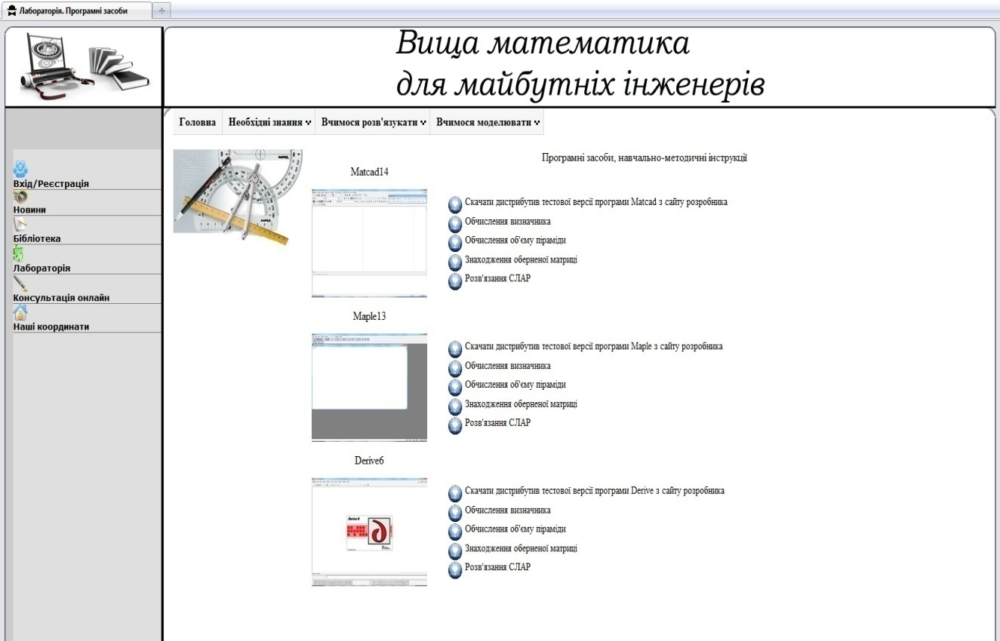 Лабораторія. Програмні засоби
Вища математика
для майбутніх інженерів
Головна
Необхідні знання
Вчимося розв'язукати
Вчимося моделювати
Вхід/Реєстрація
Новини
Бібліотека
Лабораторія
Консультація онлайн
Наші координати
Програмні засоби, навчально-методичні інструкції
Matcad14
Скачати дистрибутив тестової версії програми Matcad з сайту розробника
Обчислення визначника
Обчислення об'єму піраміди
Знаходження оберненої матриці
Розв'язання СЛАР
Maple13
Скачати дистрибутив тестової версії програми Maple з сайту розробника
Обчислення визначника
Обчислення об'єму піраміди
Знаходження оберненої матриці
Розв'язання СЛАР
Derive6
Скачати дистрибутив тестової версії програми Derive з сайту розробника
Обчислення визначника
Обчислення об'єму піраміди
Знаходження оберненої матриці
Розв'язання СЛАР
Derive 6